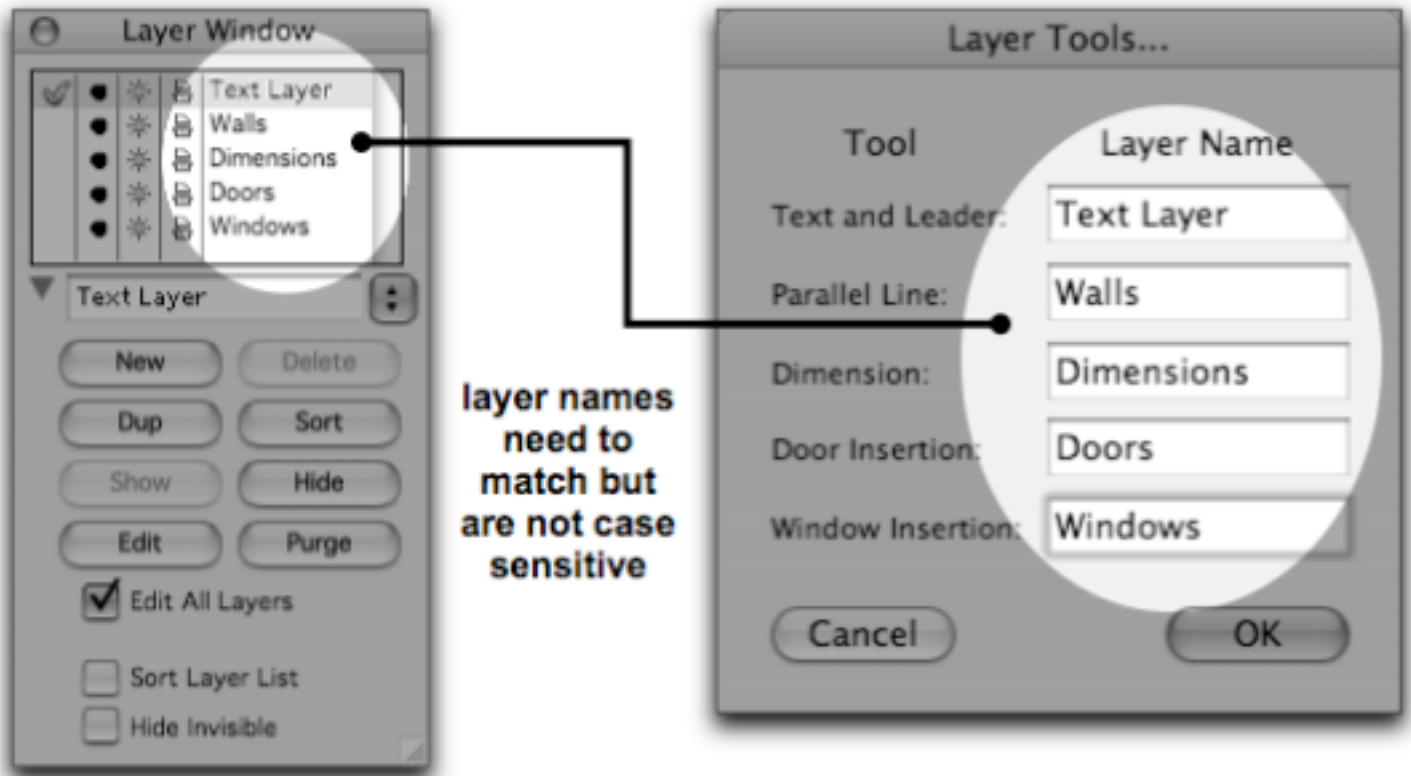 Layer Window
Text Layer
Walls
Dimensions
Doors
Windows
Text Layer
New Delete
Dup Sort
Show Hide
Edit Purge
Edit All Layers
Sort Layer List
Hide Invisible
layer names
need to
match but
are not case
sensitive
Layer Tools...
Tool Layer Name
Text and Leader: Text Layer
Parallel Line: Walls
Dimension: Dimensions
Door Insertion: Doors
Window Insertion: Windows
Cancel OK